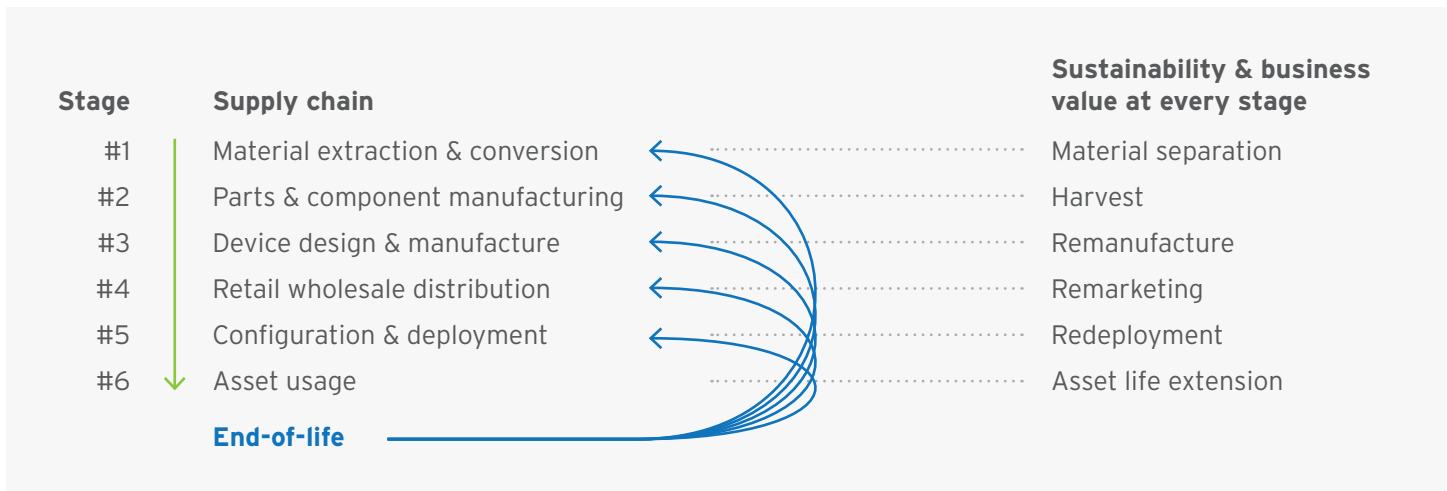 Stage Supply chain Sustainability & business
value at every stage
#1 Material extraction & conversion Material separation
#2 Parts & component manufacturing Harvest
#3 Device design & manufacture Remanufacture
#4 Retail wholesale distribution Remarketing
#5 Configuration & deployment Redeployment
#6 Asset usage Asset life extension
End-of-life